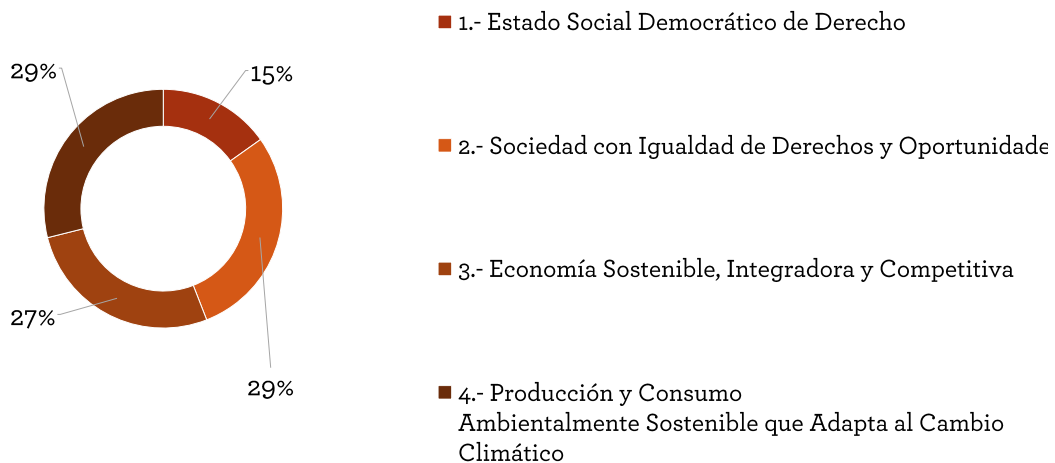 1.- Estado Social Democrático de Derecho
29%
15%
2.- Sociedad con Igualdad de Derechos y Oportunidade
3.- Economía Sostenible, Integradora y Competitiva
27%
29%
4.- Producción y Consumo
Ambientalmente Sostenible que Adapta al Cambio
Climático